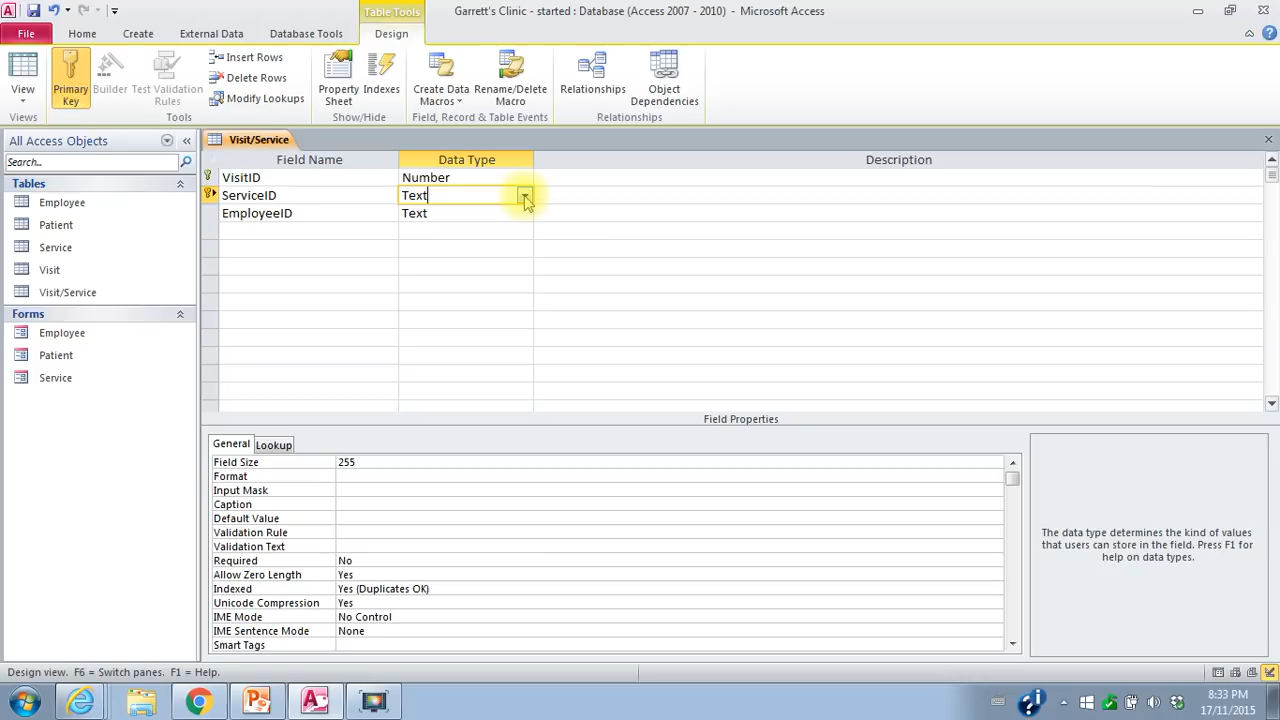 Table Tools
Garrett's Clinic - started : Database (Access 2007 - 2010) - Microsoft Access
File Home Create External Data Database Tools Design
View
Primary Key
Builder
Test Validation Rules
Insert Rows
Delete Rows
Modify Lookups
Property Sheet
Indexes
Create Data Macros
Rename/Delete Macro
Relationships
Object Dependencies
Views Tools Show/Hide Field, Record & Table Events Relationships
All Access Objects
Search...
Tables
Employee
Patient
Service
Visit
Visit/Service
Forms
Employee
Patient
Service
Visit/Service
Field Name Data Type Description
VisitID Number
ServiceID Text
EmployeeID Text
Field Properties
General Lookup
Field Size 255
Format
Input Mask
Caption
Default Value
Validation Rule
Validation Text
Required No
Allow Zero Length Yes
Indexed Yes (Duplicates OK)
Unicode Compression Yes
IME Mode No Control
IME Sentence Mode None
Smart Tags
The data type determines the kind of values
that users can store in the field. Press F1 for
help on data types.
Design view. F6 = Switch panes. F1 = Help.
8:33 PM
17/11/2015